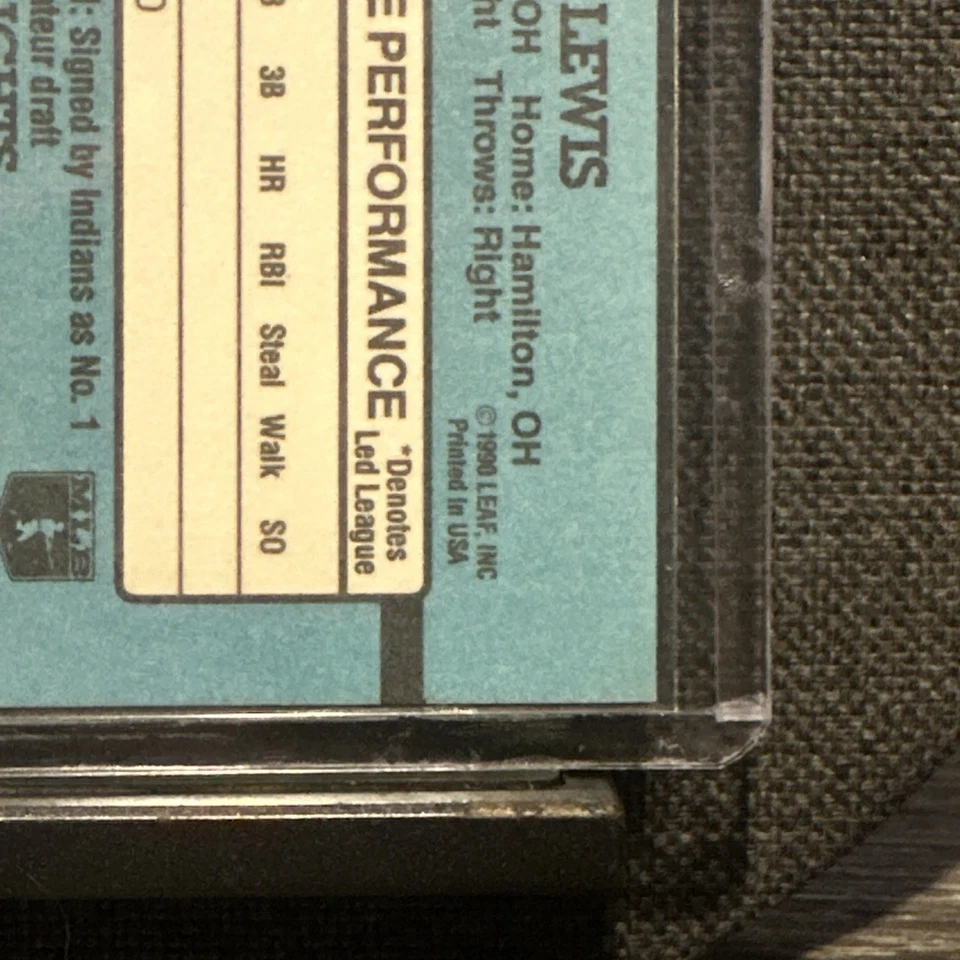 LEWIS
OH Home: Hamilton, OH
Throws: Right
© 1990 LEAF, INC
Printed in USA
PERFORMANCE
*Denotes
Led League
3B HR RBI Steal Walk SO
Signed by Indians as No. 1
draft